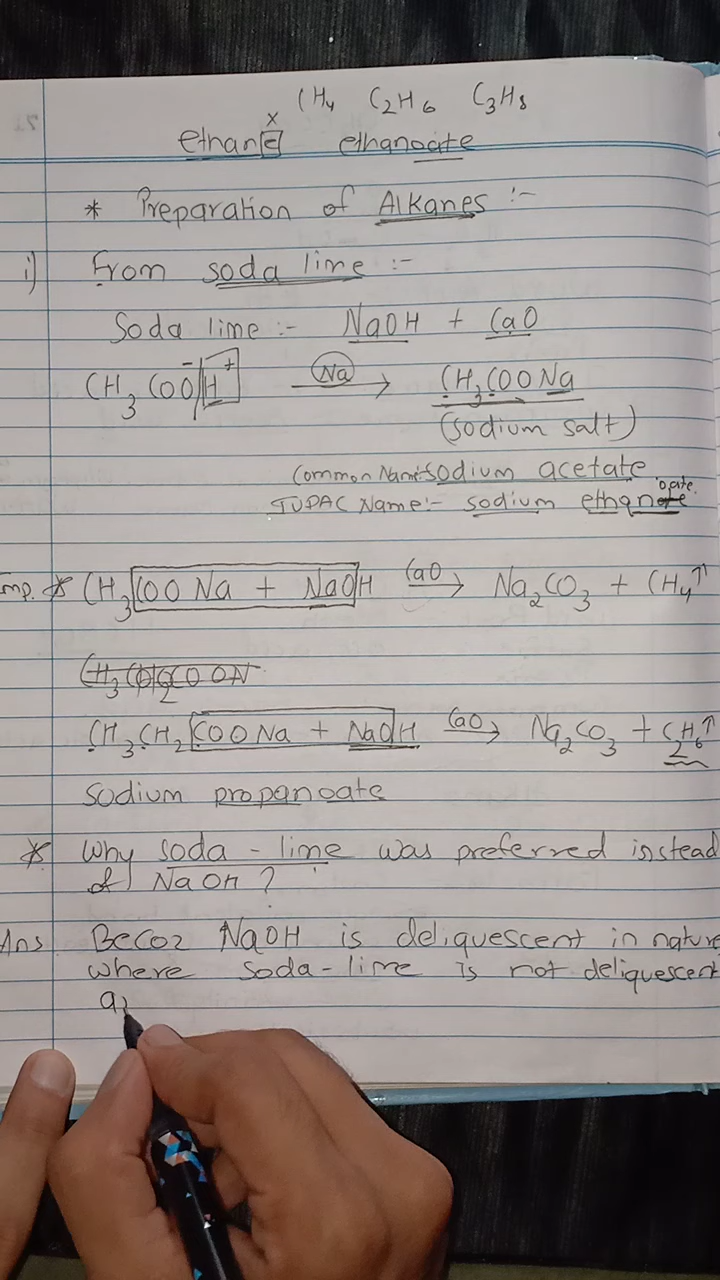 CH4 C2H6 C3H8
x
ethane ethanoate
* Preparation of Alkanes :-
i) From soda lime :-
Soda lime :- NaOH + CaO
CH3COO⁻H⁺ Na → CH3COONa
(sodium salt)
Common Name:- sodium acetate
IUPAC Name:- sodium ethanoate
Imp. * CH3COONa + NaOH CaO → Na2CO3 + CH4↑
CH3CH2COONa + NaOH CaO → Na2CO3 + C2H6↑
sodium propanoate
* Why soda-lime was preferred instead
of NaOH ?
Ans. Becoz NaOH is deliquescent in nature
where soda-lime is not deliquescent